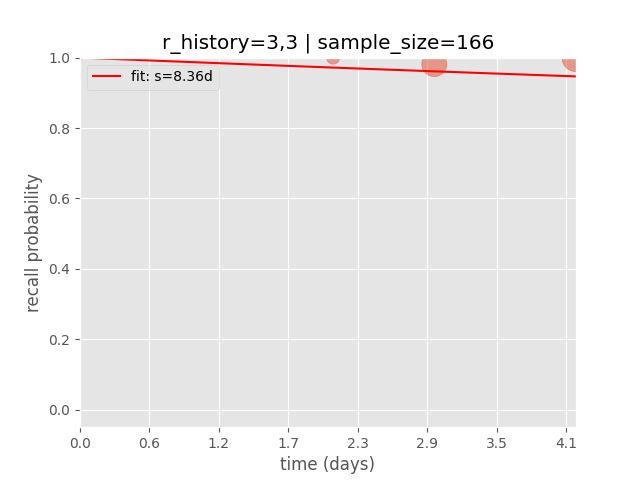 r_history=3,3 | sample_size=166
fit: s=8.36d
1.0
0.8
0.6
0.4
0.2
0.0
recall probability
0.0 0.6 1.2 1.7 2.3 2.9 3.5 4.1
time (days)